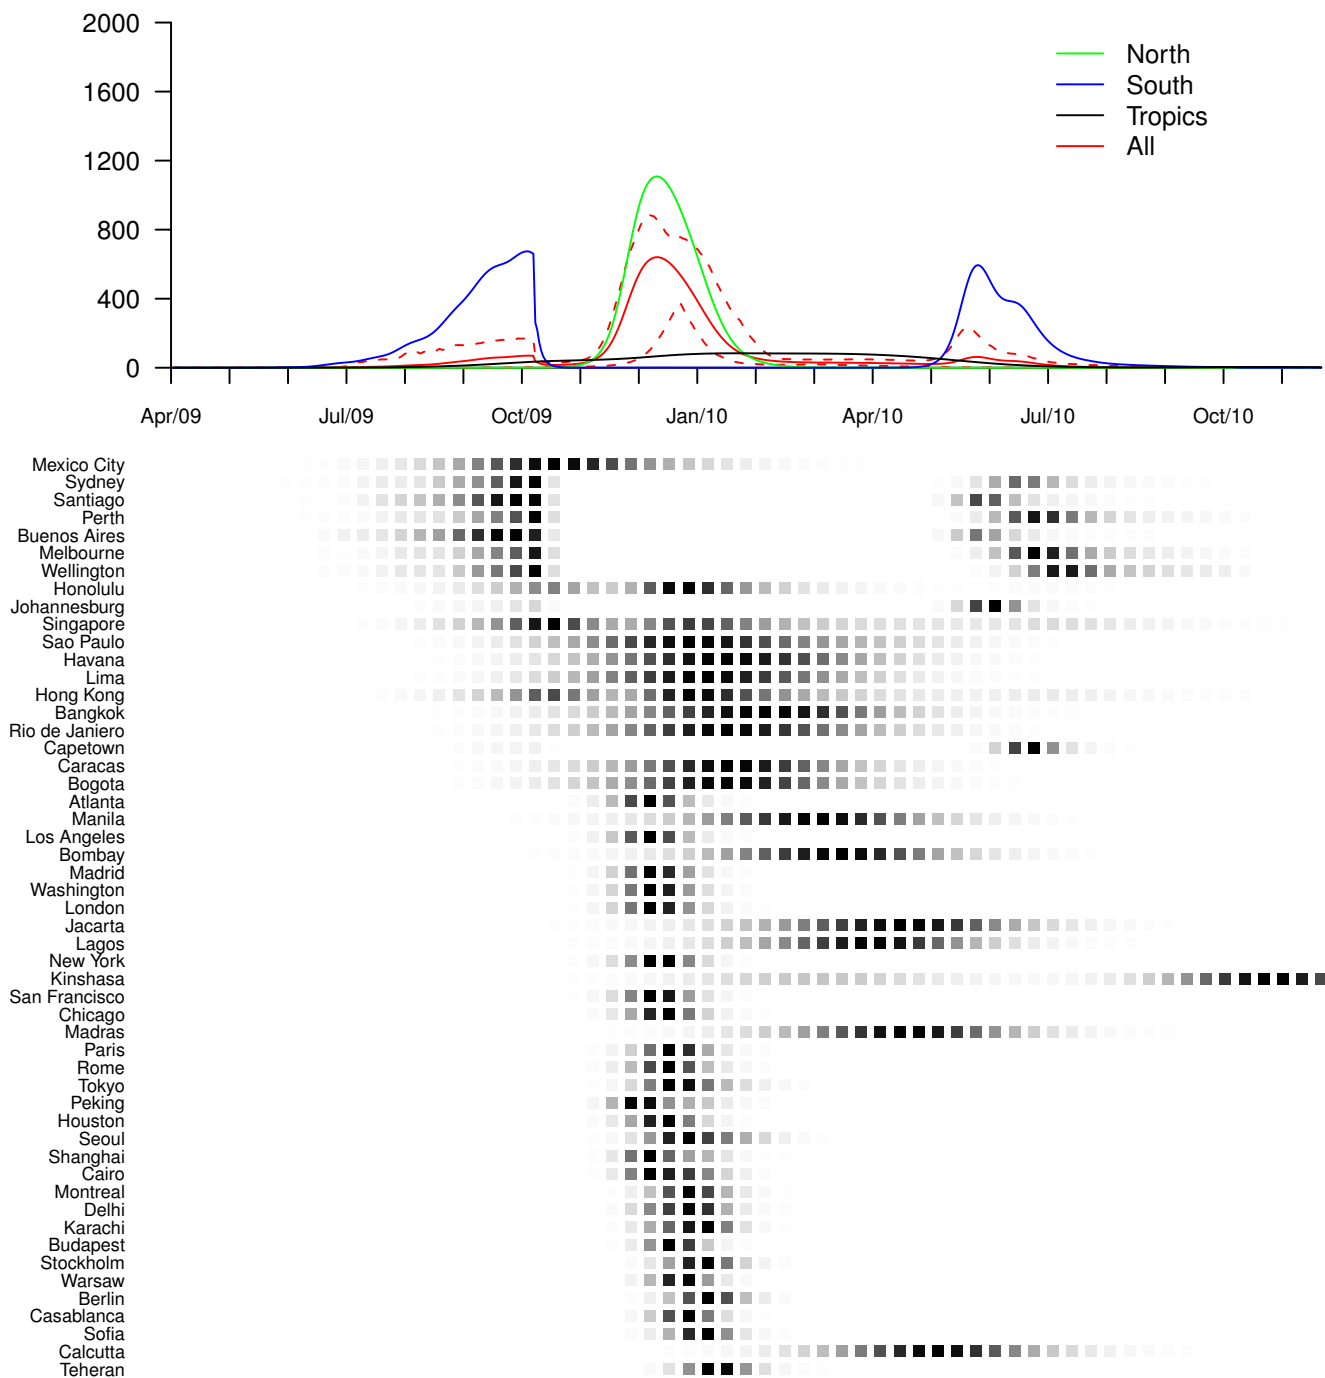 2000
1600
1200
800
400
0
North
South
Tropics
All
Apr/09 Jul/09 Oct/09 Jan/10 Apr/10 Jul/10 Oct/10
Mexico City
Sydney
Santiago
Perth
Buenos Aires
Melbourne
Wellington
Honolulu
Johannesburg
Singapore
Sao Paulo
Havana
Lima
Hong Kong
Bangkok
Rio de Janiero
Capetown
Caracas
Bogota
Atlanta
Manila
Los Angeles
Bombay
Madrid
Washington
London
Jacarta
Lagos
New York
Kinshasa
San Francisco
Chicago
Madras
Paris
Rome
Tokyo
Peking
Houston
Seoul
Shanghai
Cairo
Montreal
Delhi
Karachi
Budapest
Stockholm
Warsaw
Berlin
Casablanca
Sofia
Calcutta
Teheran